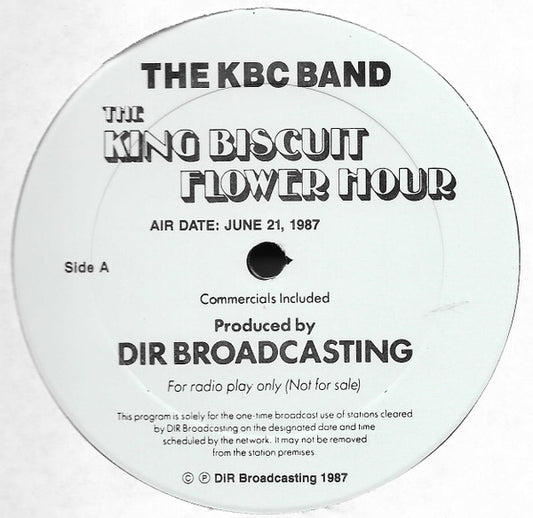 THE KBC BAND
THE
KING BISCUIT
FLOWER HOUR
AIR DATE: JUNE 21, 1987
Side A
Commercials Included
Produced by
DIR BROADCASTING
For radio play only (Not for sale)
This program is solely for the one-time broadcast use of stations cleared
by DIR Broadcasting on the designated date and time
scheduled by the network. It may not be removed
from the station premises
© ℗ DIR Broadcasting 1987